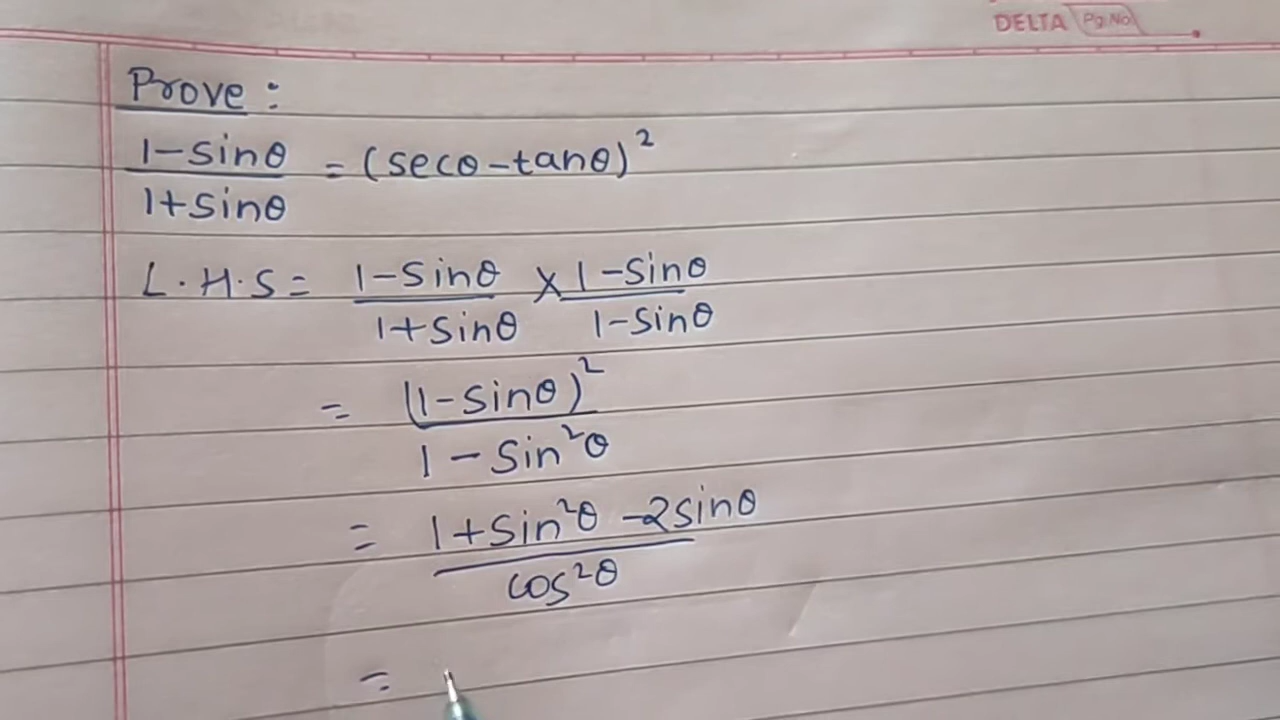 DELTA Pg.No
Prove :
1-sinθ / 1+sinθ = (secθ-tanθ)²
L.H.S = 1-sinθ / 1+sinθ × 1-sinθ / 1-sinθ
= (1-sinθ)² / 1-sin²θ
= 1+sin²θ -2sinθ / cos²θ
=